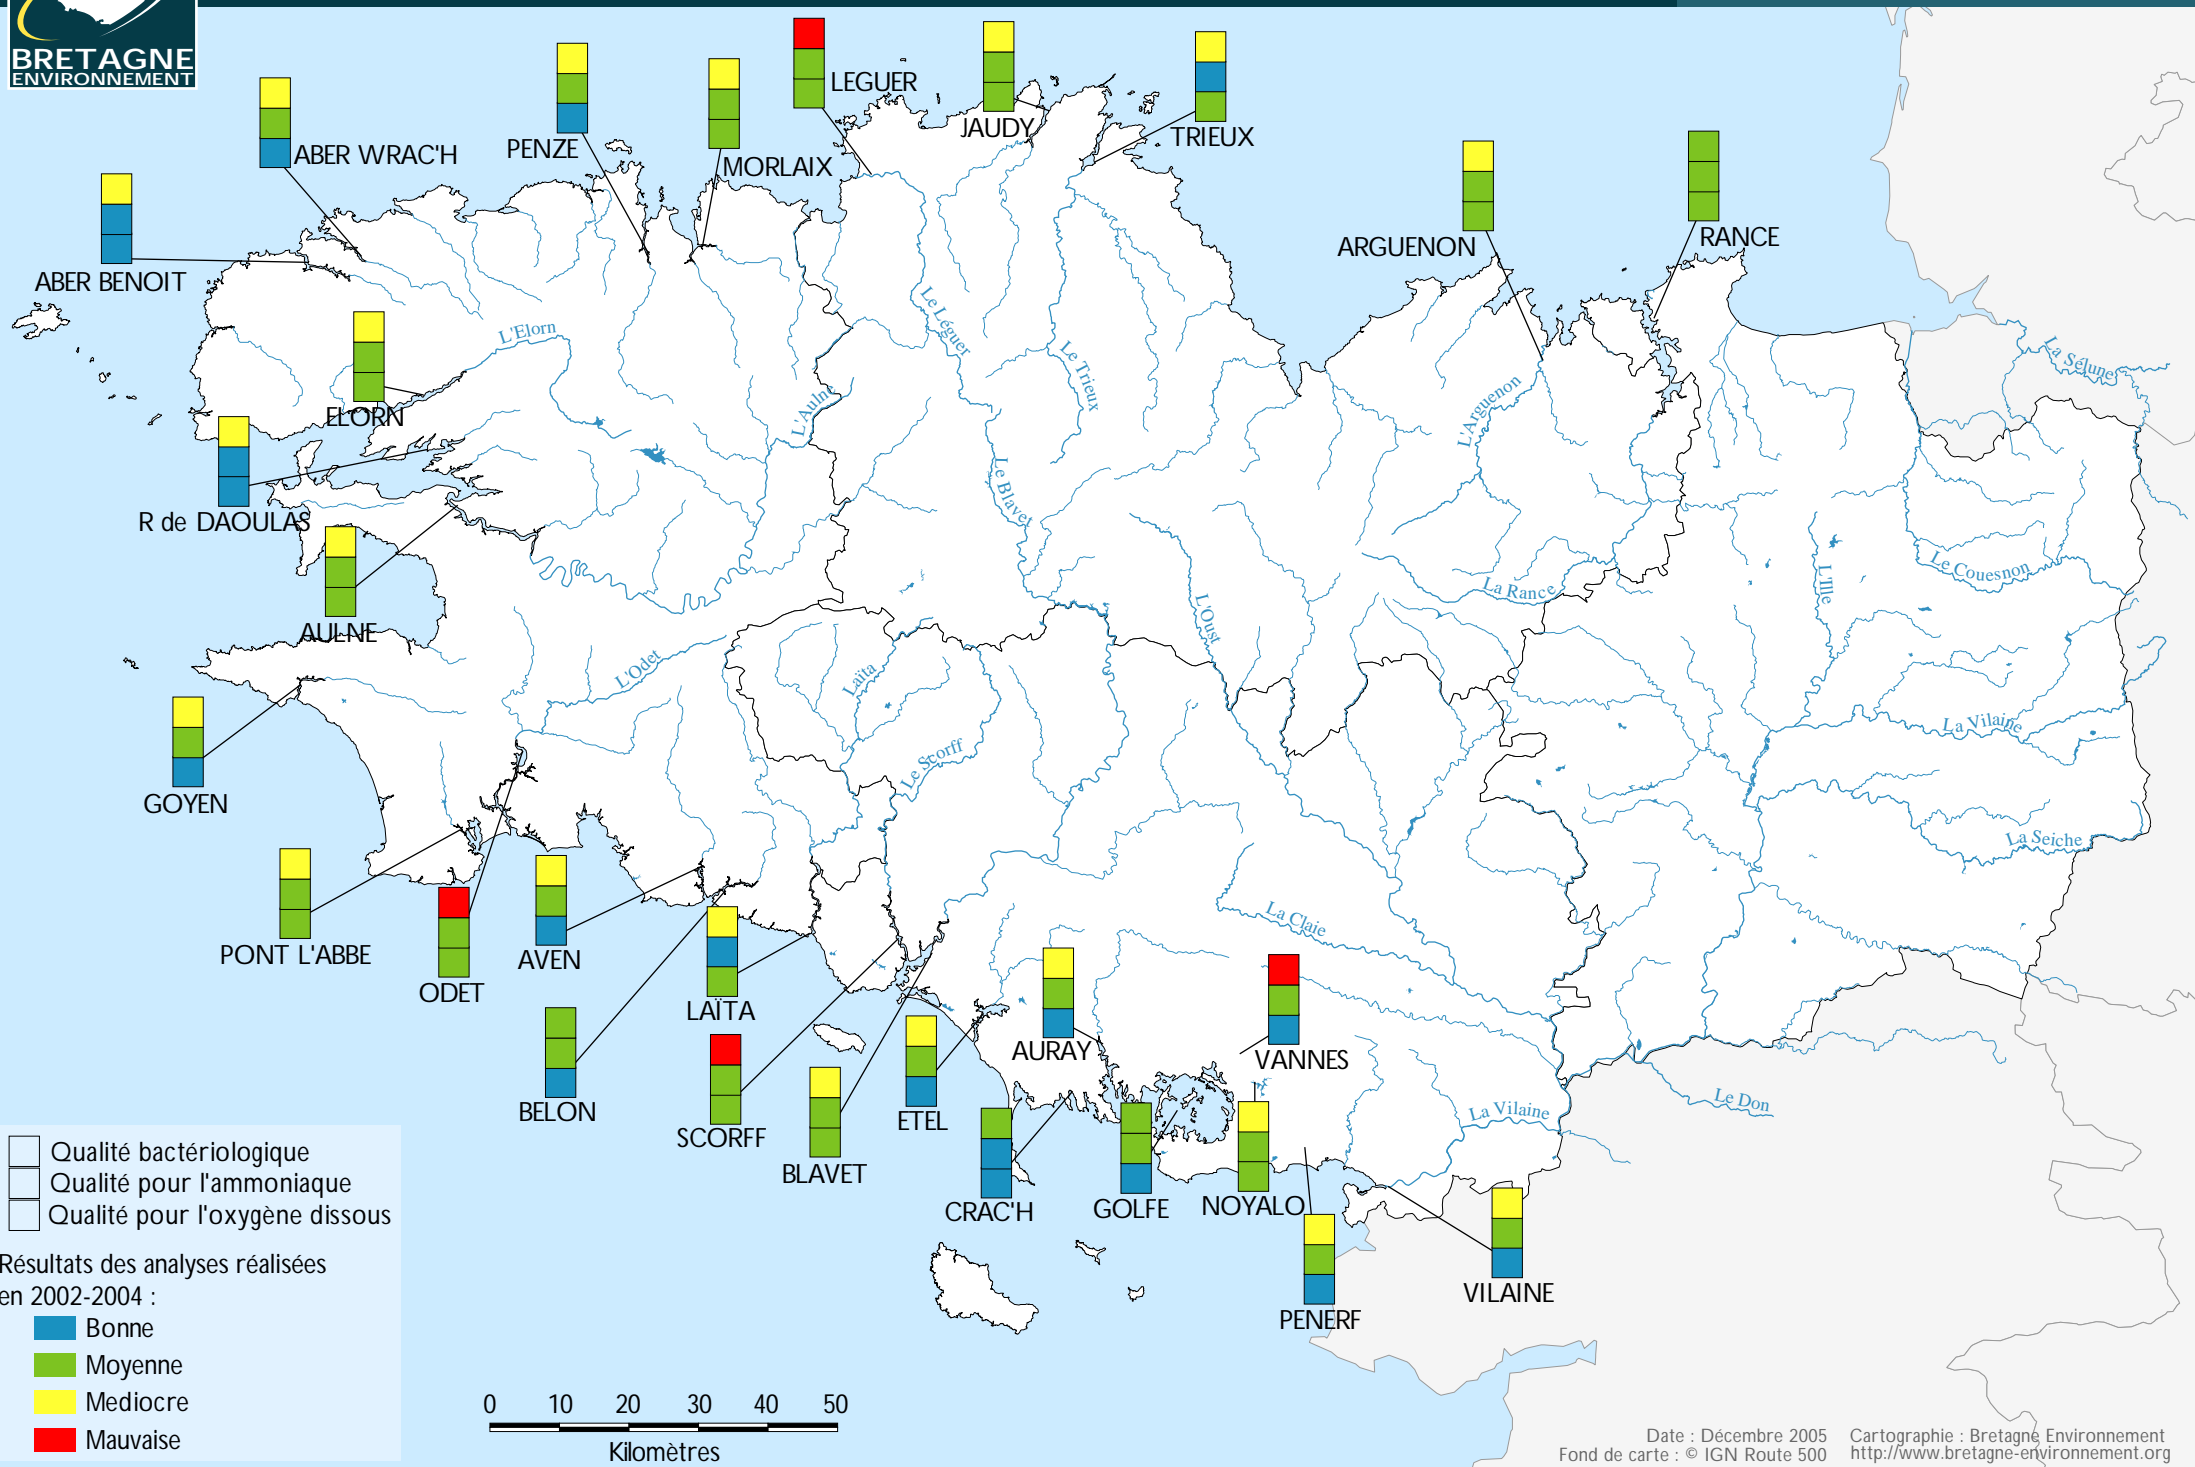 BRETAGNE
ENVIRONNEMENT
LEGUER
JAUDY
TRIEUX
PENZE
ABER WRAC'H
MORLAIX
ABER BENOIT
ARGUENON
RANCE
L'Elorn
Le Léguer
Le Trieux
La Sélune
ELORN
L'Aulne
L'Arguenon
R de DAOULAS
Le Blavet
L'Ille
Le Couesnon
La Rance
L'Oust
AULNE
L'Odet
Laïta
La Vilaine
Le Scorff
GOYEN
La Seiche
PONT L'ABBE
ODET
AVEN
La Claie
LAÏTA
AURAY
VANNES
BELON
SCORFF
ETEL
Le Don
La Vilaine
BLAVET
CRAC'H
GOLFE
NOYALO
PENERF
VILAINE
Qualité bactériologique
Qualité pour l'ammoniaque
Qualité pour l'oxygène dissous
Résultats des analyses réalisées
en 2002-2004 :
Bonne
Moyenne
Mediocre
Mauvaise
0 10 20 30 40 50
Kilomètres
Date : Décembre 2005 Cartographie : Bretagne Environnement
Fond de carte : © IGN Route 500 http://www.bretagne-environnement.org